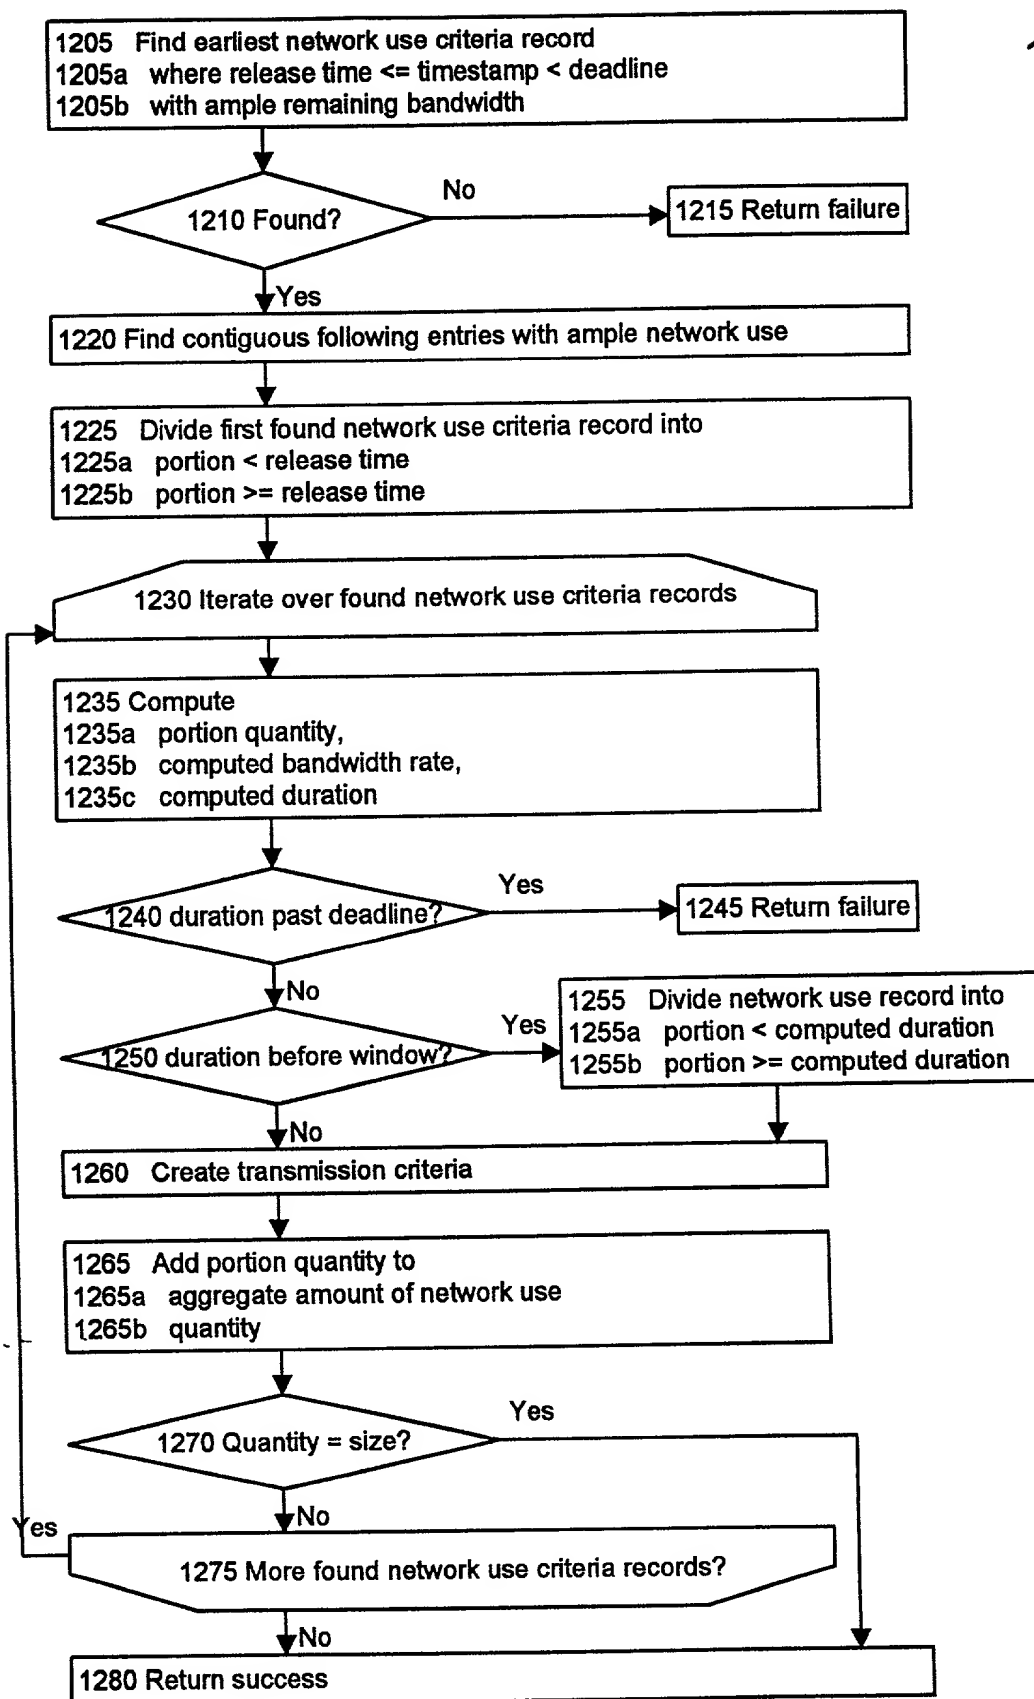 1205 Find earliest network use criteria record
1205a where release time <= timestamp < deadline
1205b with ample remaining bandwidth
No
1210 Found?
1215 Return failure
Yes
1220 Find contiguous following entries with ample network use
1225 Divide first found network use criteria record into
1225a portion < release time
1225b portion >= release time
1230 Iterate over found network use criteria records
1235 Compute
1235a portion quantity,
1235b computed bandwidth rate,
1235c computed duration
Yes
1240 duration past deadline?
1245 Return failure
No
Yes
1250 duration before window?
1255 Divide network use record into
1255a portion < computed duration
1255b portion >= computed duration
No
1260 Create transmission criteria
1265 Add portion quantity to
1265a aggregate amount of network use
1265b quantity
Yes
1270 Quantity = size?
No
Yes
1275 More found network use criteria records?
No
1280 Return success